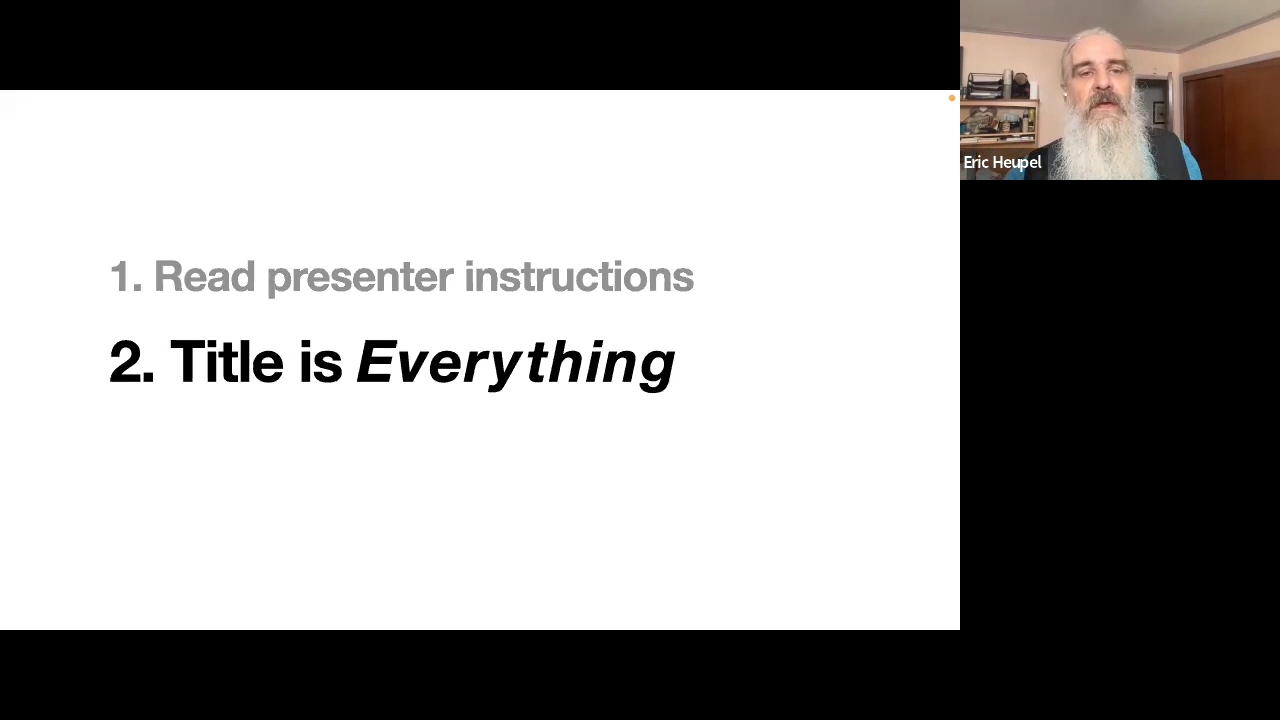 1. Read presenter instructions
2. Title is Everything
Eric Heupel